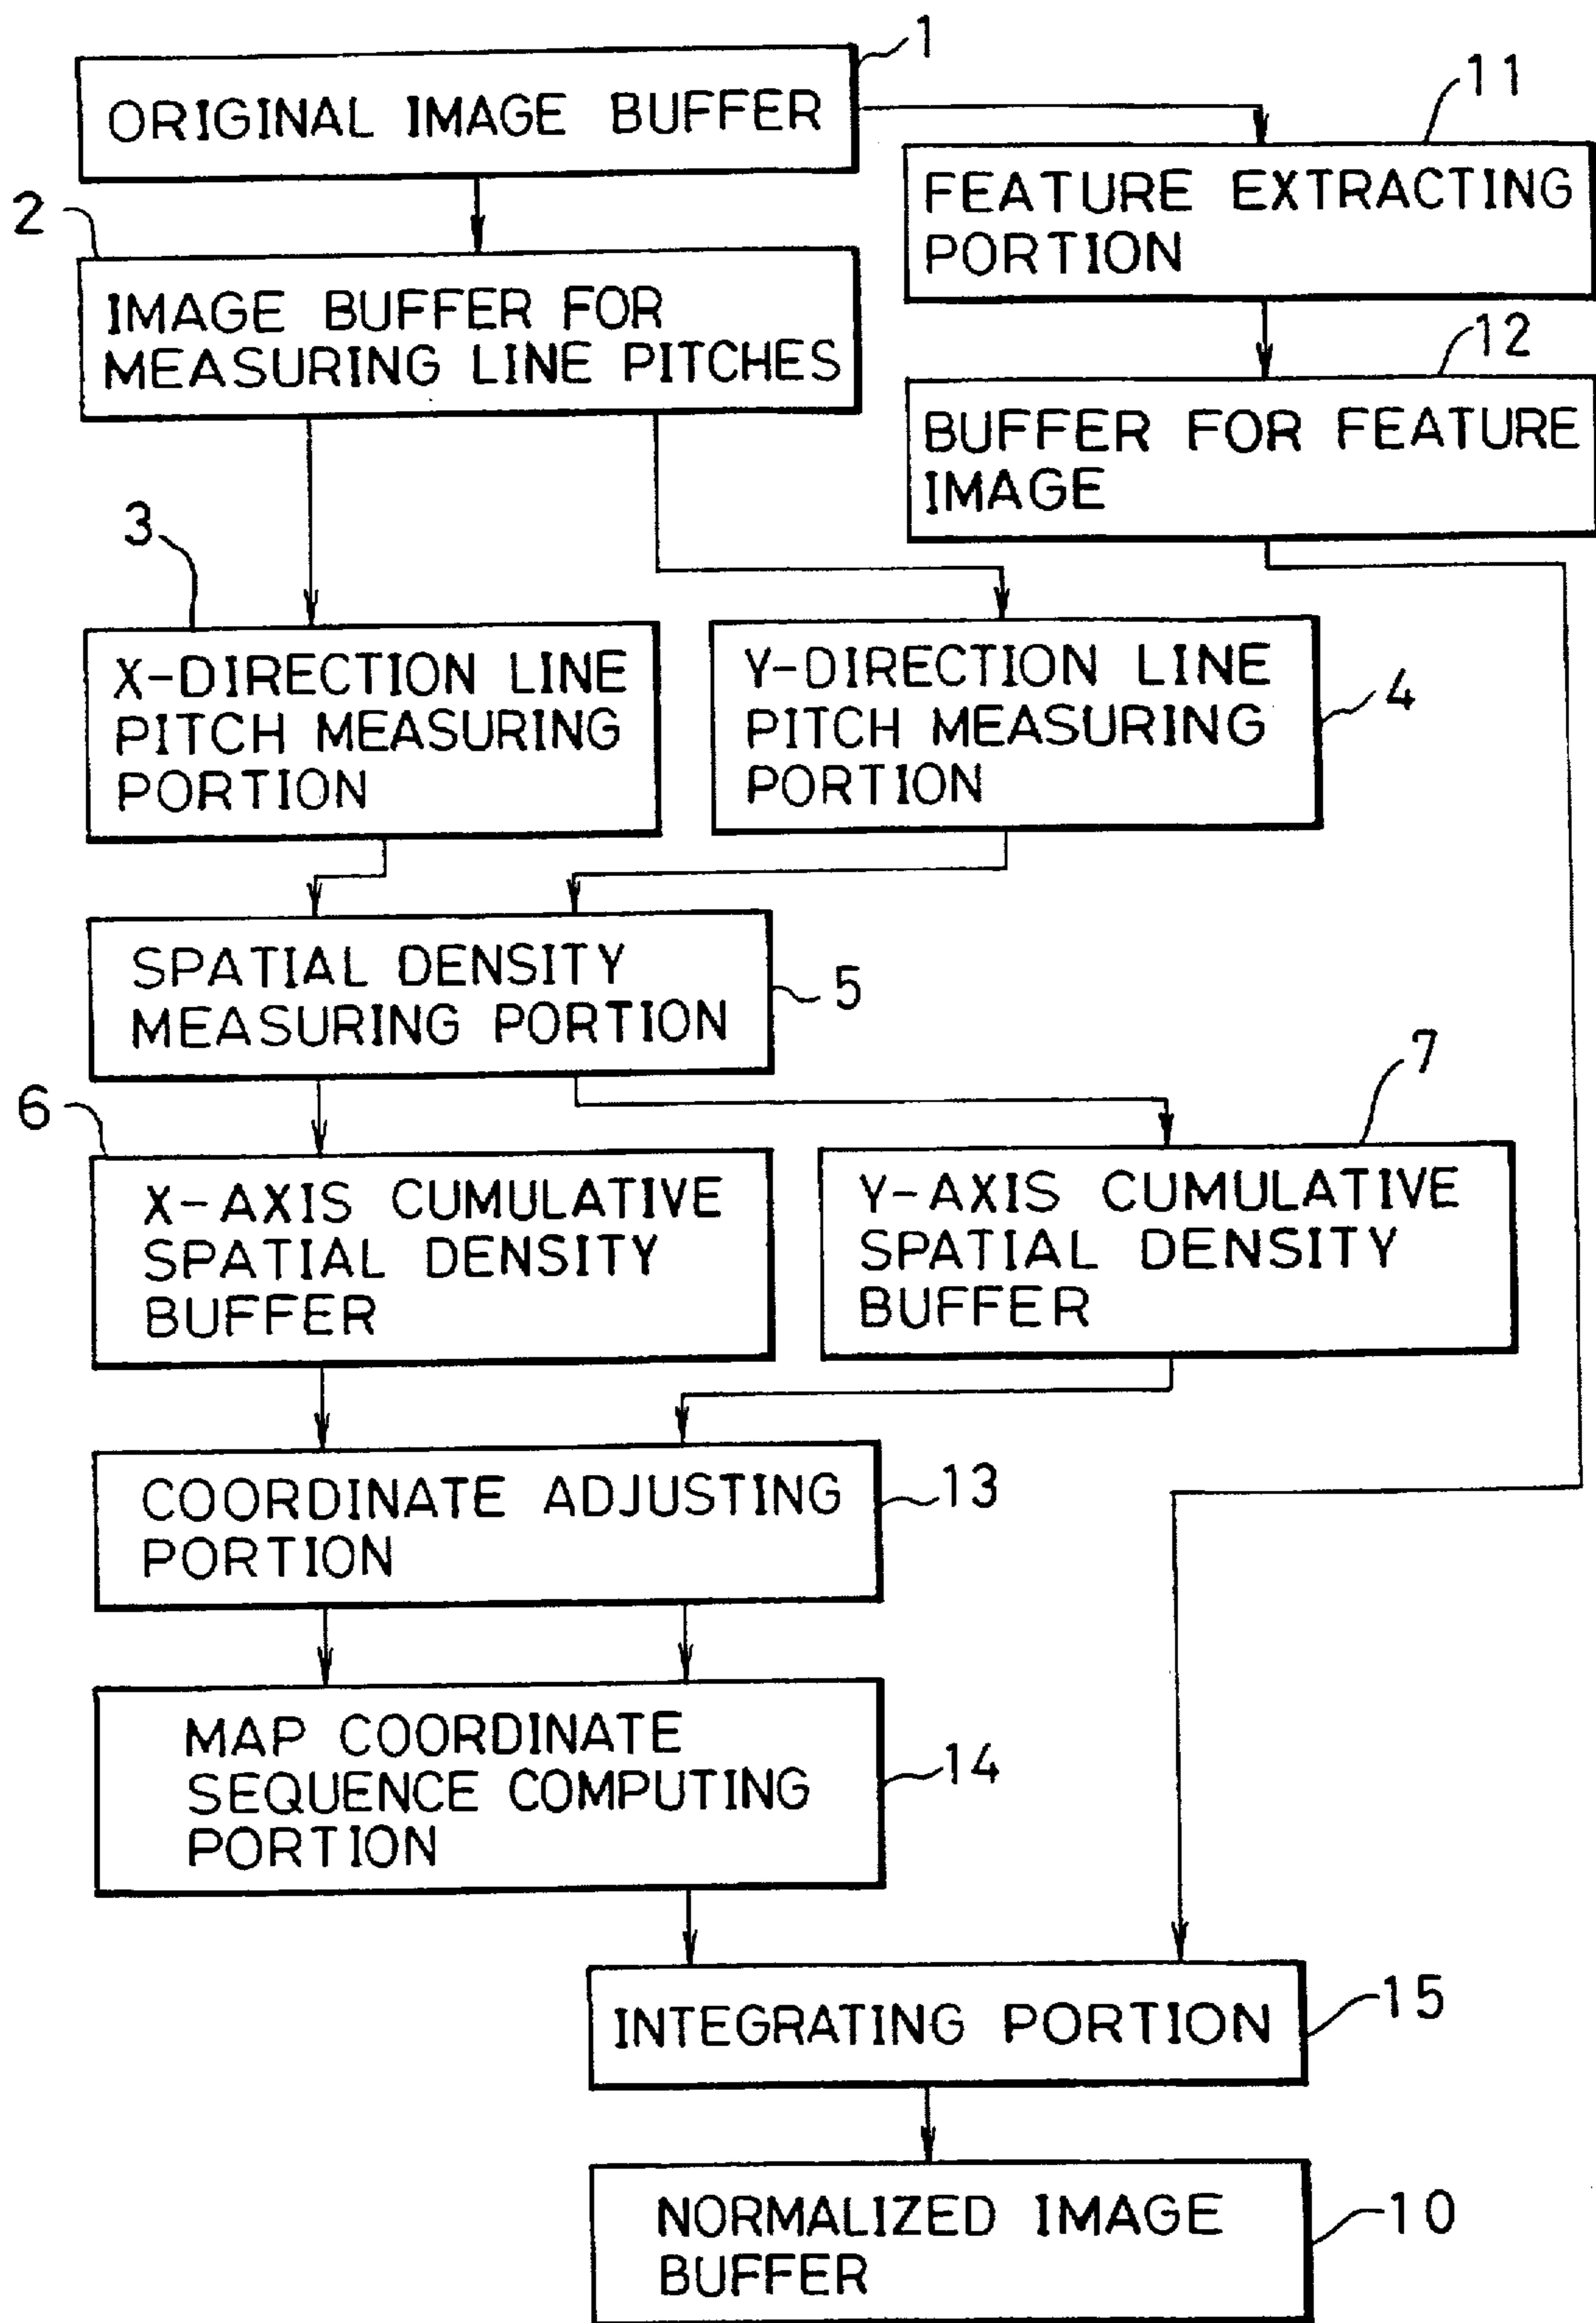 1
ORIGINAL IMAGE BUFFER
11
FEATURE EXTRACTING
PORTION
2
IMAGE BUFFER FOR
MEASURING LINE PITCHES
12
BUFFER FOR FEATURE
IMAGE
3
X-DIRECTION LINE
PITCH MEASURING
PORTION
Y-DIRECTION LINE
PITCH MEASURING
PORTION
4
SPATIAL DENSITY
MEASURING PORTION
5
6
X-AXIS CUMULATIVE
SPATIAL DENSITY
BUFFER
7
Y-AXIS CUMULATIVE
SPATIAL DENSITY
BUFFER
COORDINATE ADJUSTING
PORTION
13
MAP COORDINATE
SEQUENCE COMPUTING
PORTION
14
INTEGRATING PORTION
15
NORMALIZED IMAGE
BUFFER
10